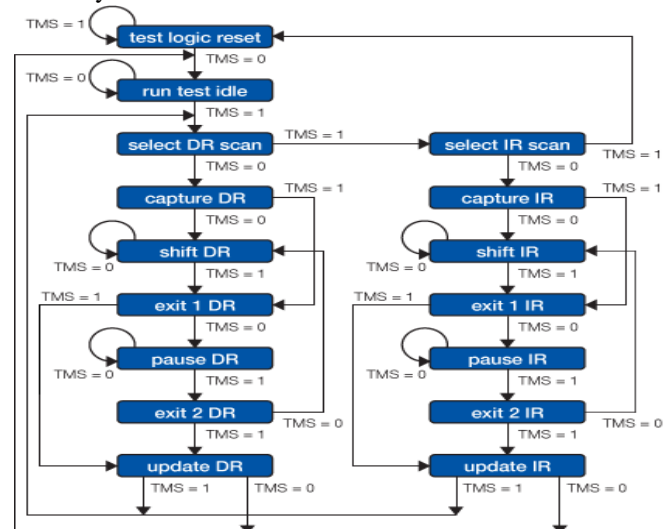 TMS = 1
test logic reset
TMS = 0
TMS = 0
run test idle
TMS = 1
select DR scan
TMS = 1
select IR scan
TMS = 0
TMS = 0
TMS = 1
capture DR
TMS = 1
capture IR
TMS = 1
TMS = 0
TMS = 0
shift DR
shift IR
TMS = 0
TMS = 1
TMS = 0
TMS = 1
TMS = 1
exit 1 DR
TMS = 1
exit 1 IR
TMS = 0
TMS = 0
pause DR
pause IR
TMS = 0
TMS = 1
TMS = 0
TMS = 1
exit 2 DR
exit 2 IR
TMS = 0
TMS = 0
TMS = 1
TMS = 1
update DR
update IR
TMS = 1
TMS = 0
TMS = 1
TMS = 0